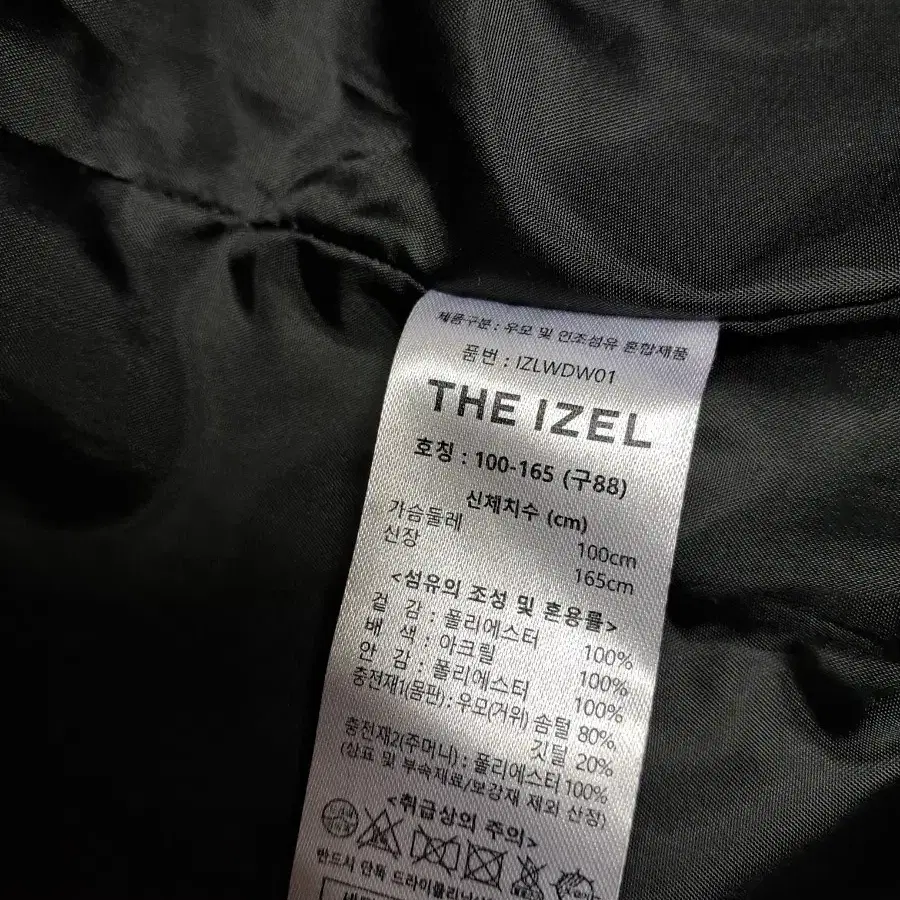 제품구분 : 우모 및 인조섬유 혼합제품
품번 : IZLWDW01
THE IZEL
호칭 : 100-165 (구88)
신체치수 (cm)
가슴둘레 100cm
신장 165cm
<섬유의 조성 및 혼용률>
겉 감 : 폴리에스터 100%
배 색 : 아크릴 100%
안 감 : 폴리에스터 100%
충전재1(몸판) : 우모(거위) 솜털 80%
깃털 20%
충전재2(주머니) : 폴리에스터 100%
(상표 및 부속재료/보강재 제외 산정)
<취급상의 주의>
반드시 단독 드라이클리닝